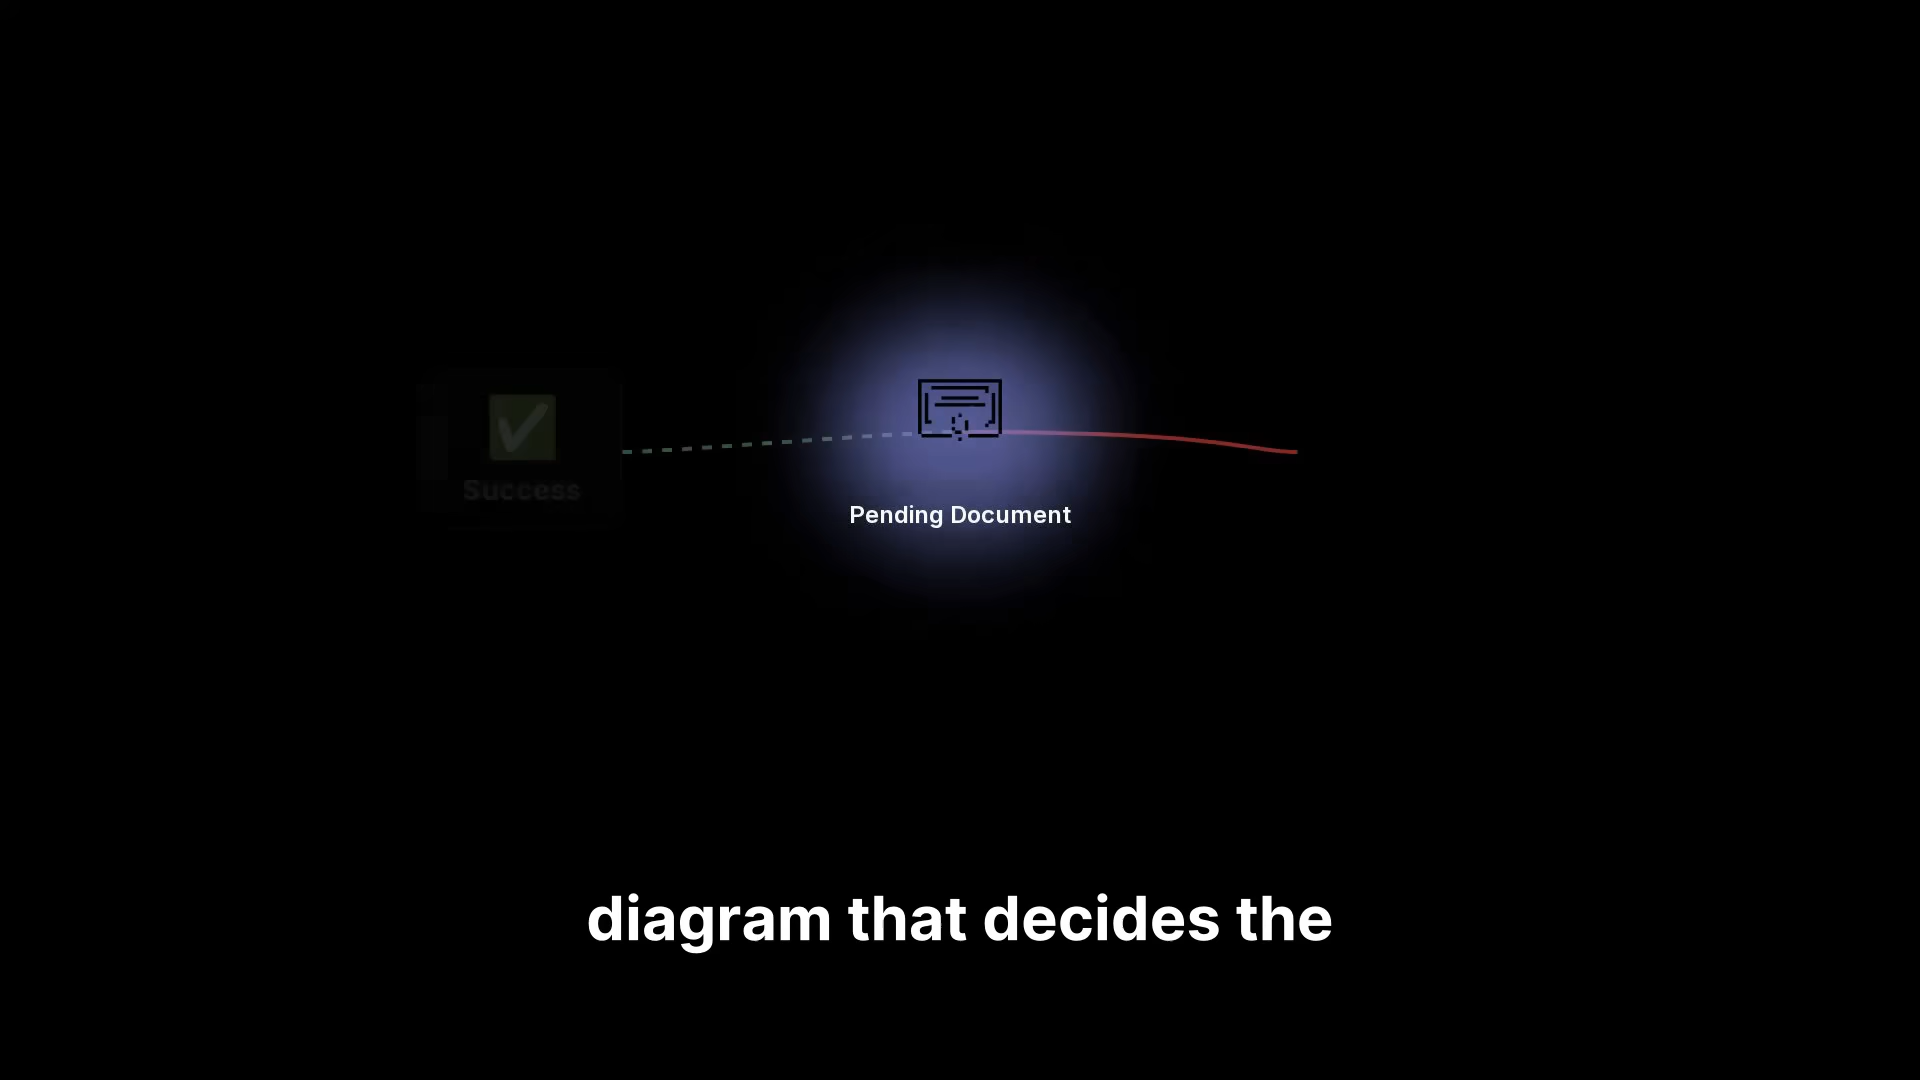 Success
Pending Document
diagram that decides the